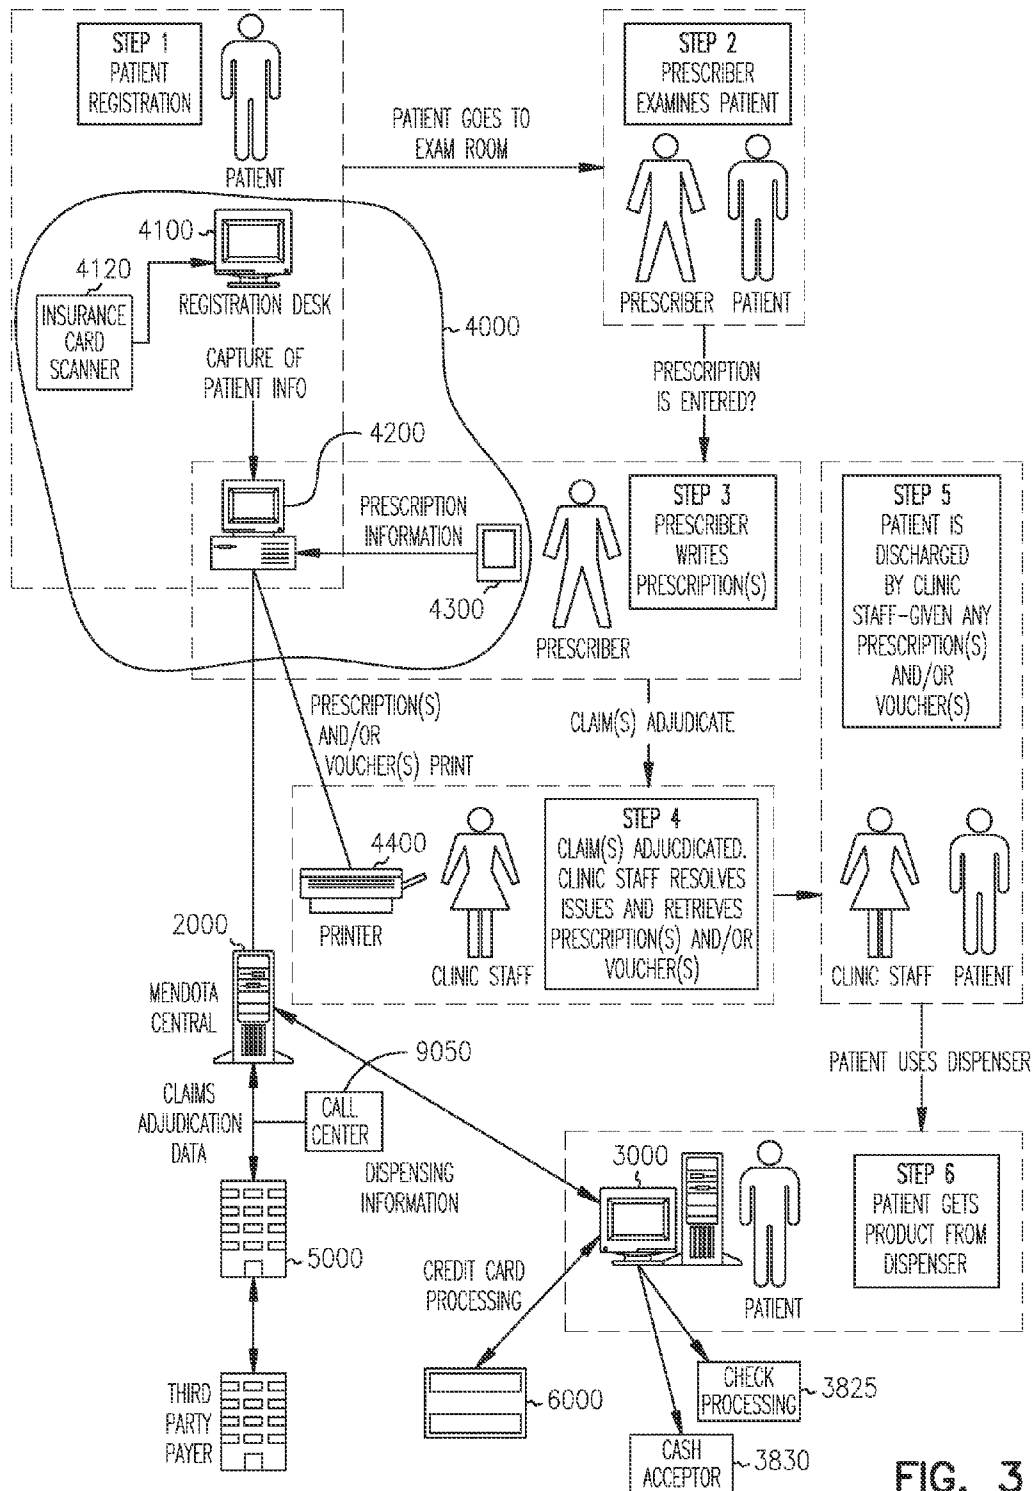 STEP 1
PATIENT
REGISTRATION
PATIENT
PATIENT GOES TO
EXAM ROOM
STEP 2
PRESCRIBER
EXAMINES PATIENT
PRESCRIBER
PATIENT
4100
4120
INSURANCE
CARD
SCANNER
REGISTRATION DESK
4000
CAPTURE OF
PATIENT INFO
PRESCRIPTION
IS ENTERED?
4200
PRESCRIPTION
INFORMATION
4300
PRESCRIBER
STEP 3
PRESCRIBER
WRITES
PRESCRIPTION(S)
STEP 5
PATIENT IS
DISCHARGED
BY CLINIC
STAFF-GIVEN ANY
PRESCRIPTION(S)
AND/OR
VOUCHER(S)
PRESCRIPTION(S)
AND/OR
VOUCHER(S) PRINT
CLAIM(S) ADJUDICATE
4400
PRINTER
CLINIC STAFF
STEP 4
CLAIM(S) ADJUCDICATED.
CLINIC STAFF RESOLVES
ISSUES AND RETRIEVES
PRESCRIPTION(S) AND/OR
VOUCHER(S)
CLINIC STAFF
PATIENT
2000
MENDOTA
CENTRAL
PATIENT USES DISPENSER
9050
CALL
CENTER
CLAIMS
ADJUDICATION
DATA
DISPENSING
INFORMATION
3000
PATIENT
STEP 6
PATIENT GETS
PRODUCT FROM
DISPENSER
5000
CREDIT CARD
PROCESSING
THIRD
PARTY
PAYER
6000
CHECK
PROCESSING
3825
CASH
ACCEPTOR
3830
FIG. 3